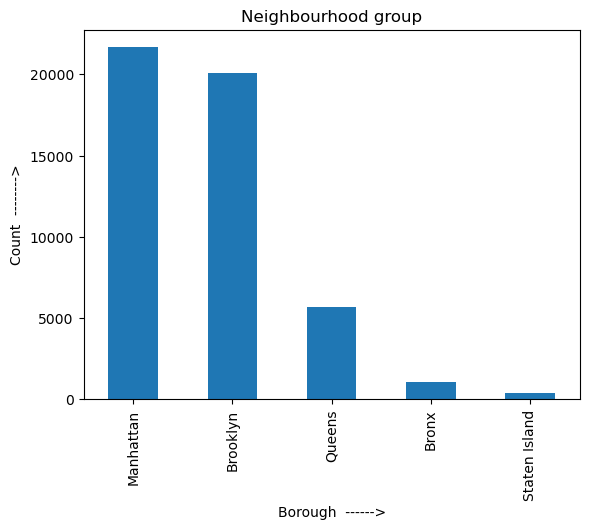 Neighbourhood group
Count  -------->
20000
15000
10000
5000
0
Manhattan
Brooklyn
Queens
Bronx
Staten Island
Borough  ------>